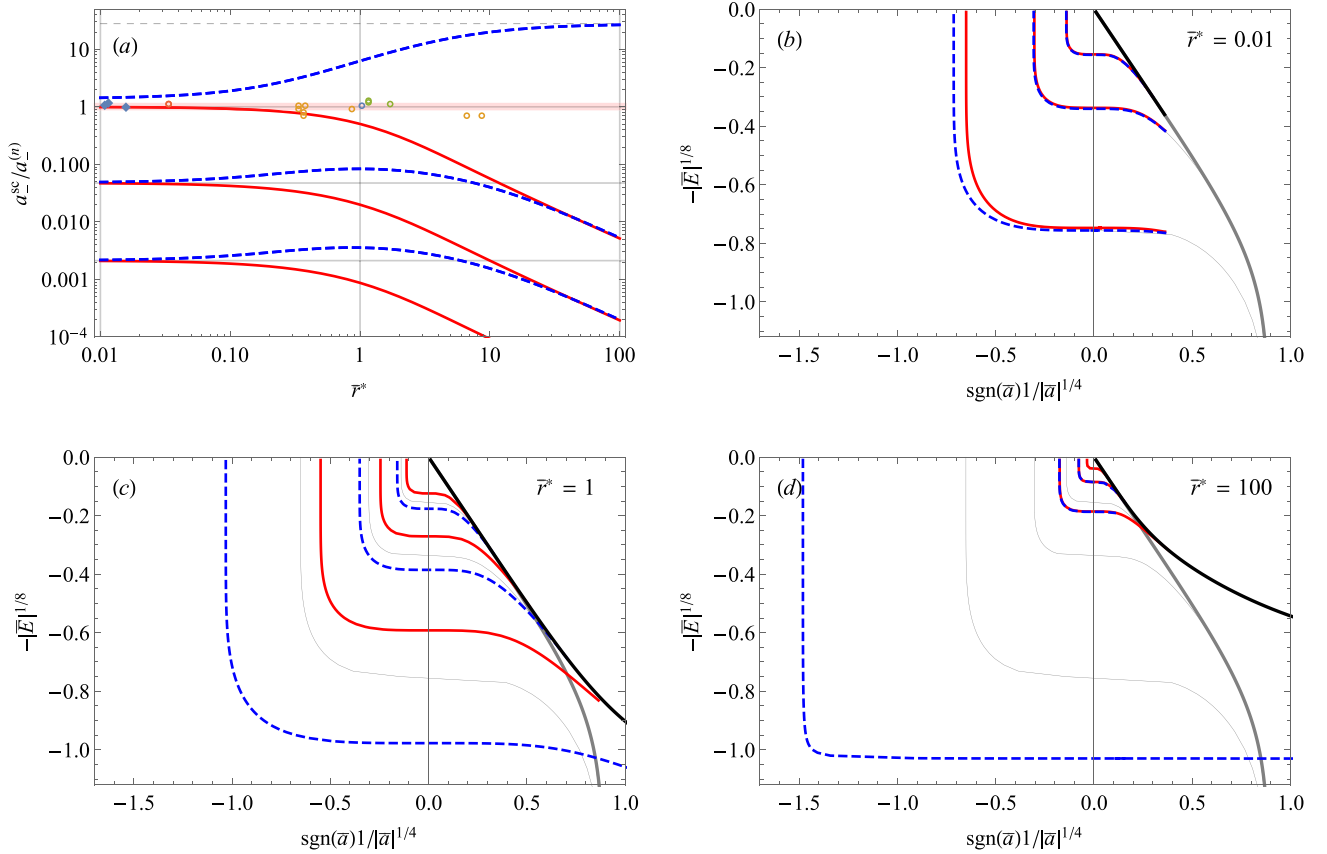 (a)
10
1
0.100
0.010
0.001
10⁻⁴
a₋ˢᶜ/a₋⁽ⁿ⁾
0.01 0.10 1 10 100
r̄*
(b)
r̄* = 0.01
0.0
−0.2
−0.4
−0.6
−0.8
−1.0
−|E̅|^1/8
−1.5 −1.0 −0.5 0.0 0.5 1.0
sgn(a̅)1/|a̅|^1/4
(c)
r̄* = 1
0.0
−0.2
−0.4
−0.6
−0.8
−1.0
−|E̅|^1/8
−1.5 −1.0 −0.5 0.0 0.5 1.0
sgn(a̅)1/|a̅|^1/4
(d)
r̄* = 100
0.0
−0.2
−0.4
−0.6
−0.8
−1.0
−|E̅|^1/8
−1.5 −1.0 −0.5 0.0 0.5 1.0
sgn(a̅)1/|a̅|^1/4